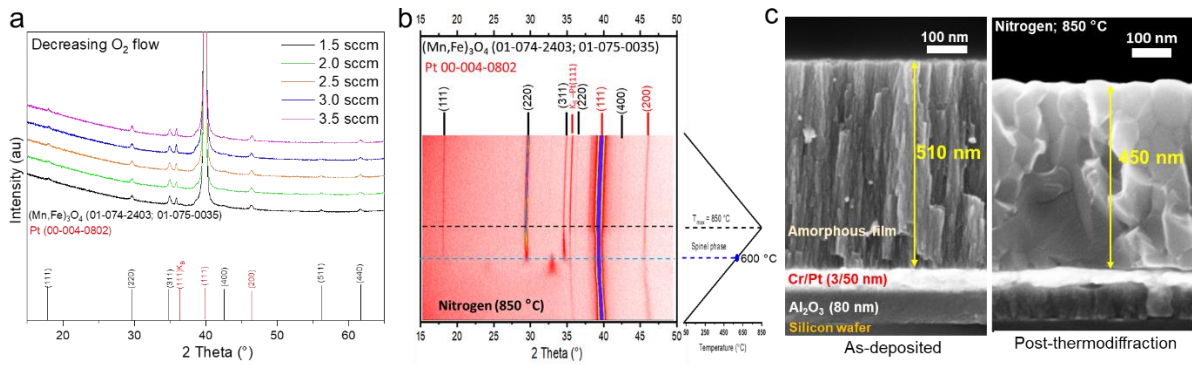 a
Decreasing O2 flow
1.5 sccm
2.0 sccm
2.5 sccm
3.0 sccm
3.5 sccm
Intensity (au)
(Mn,Fe)3O4 (01-074-2403; 01-075-0035)
Pt (00-004-0802)
(111)
(220)
(311)
(111)Kβ
(111)
(400)
(200)
(511)
(440)
20 30 40 50 60
2 Theta (°)
b
15 20 25 30 35 40 45 50
(Mn,Fe)3O4 (01-074-2403; 01-075-0035)
Pt 00-004-0802
(111)
(220)
(311)
Kβ-Pt(111)
(220)
(111)
(400)
(200)
Tmax = 850 °C
Spinel phase
600 °C
Nitrogen (850 °C)
15 20 25 30 35 40 45 50
2 Theta (°)
50 250 450 650 850
Temperature (°C)
c
100 nm
510 nm
Amorphous film
Cr/Pt (3/50 nm)
Al2O3 (80 nm)
Silicon wafer
As-deposited
Nitrogen; 850 °C
100 nm
450 nm
Post-thermodiffraction